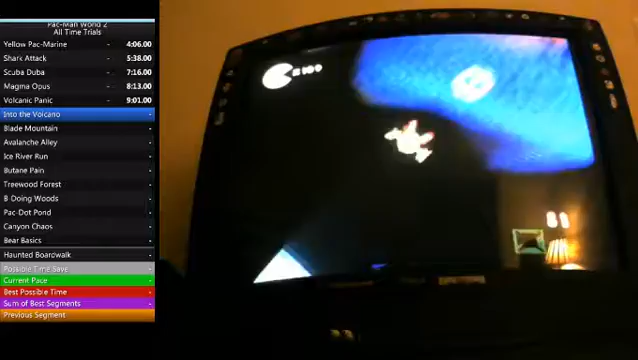 Pac-Man World 2
All Time Trials
Yellow Pac-Marine - 4:06.00
Shark Attack - 5:38.00
Scuba Duba - 7:16.00
Magma Opus - 8:13.00
Volcanic Panic - 9:01.00
Into the Volcano -
Blade Mountain -
Avalanche Alley -
Ice River Run -
Butane Pain -
Treewood Forest -
B-Doing Woods -
Pac-Dot Pond -
Canyon Chaos -
Bear Basics -
Haunted Boardwalk -
Possible Time Save -
Current Pace -
Best Possible Time -
Sum of Best Segments -
Previous Segment -